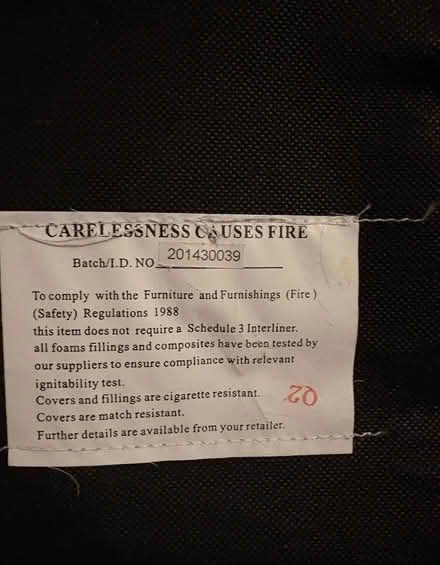 CARELESSNESS CAUSES FIRE
Batch/I.D. NO 201430039
To comply with the Furniture and Furnishings (Fire)
(Safety) Regulations 1988
this item does not require a Schedule 3 Interliner.
all foams fillings and composites have been tested by
our suppliers to ensure compliance with relevant
ignitability test.
Covers and fillings are cigarette resistant.
Covers are match resistant.
Further details are available from your retailer.